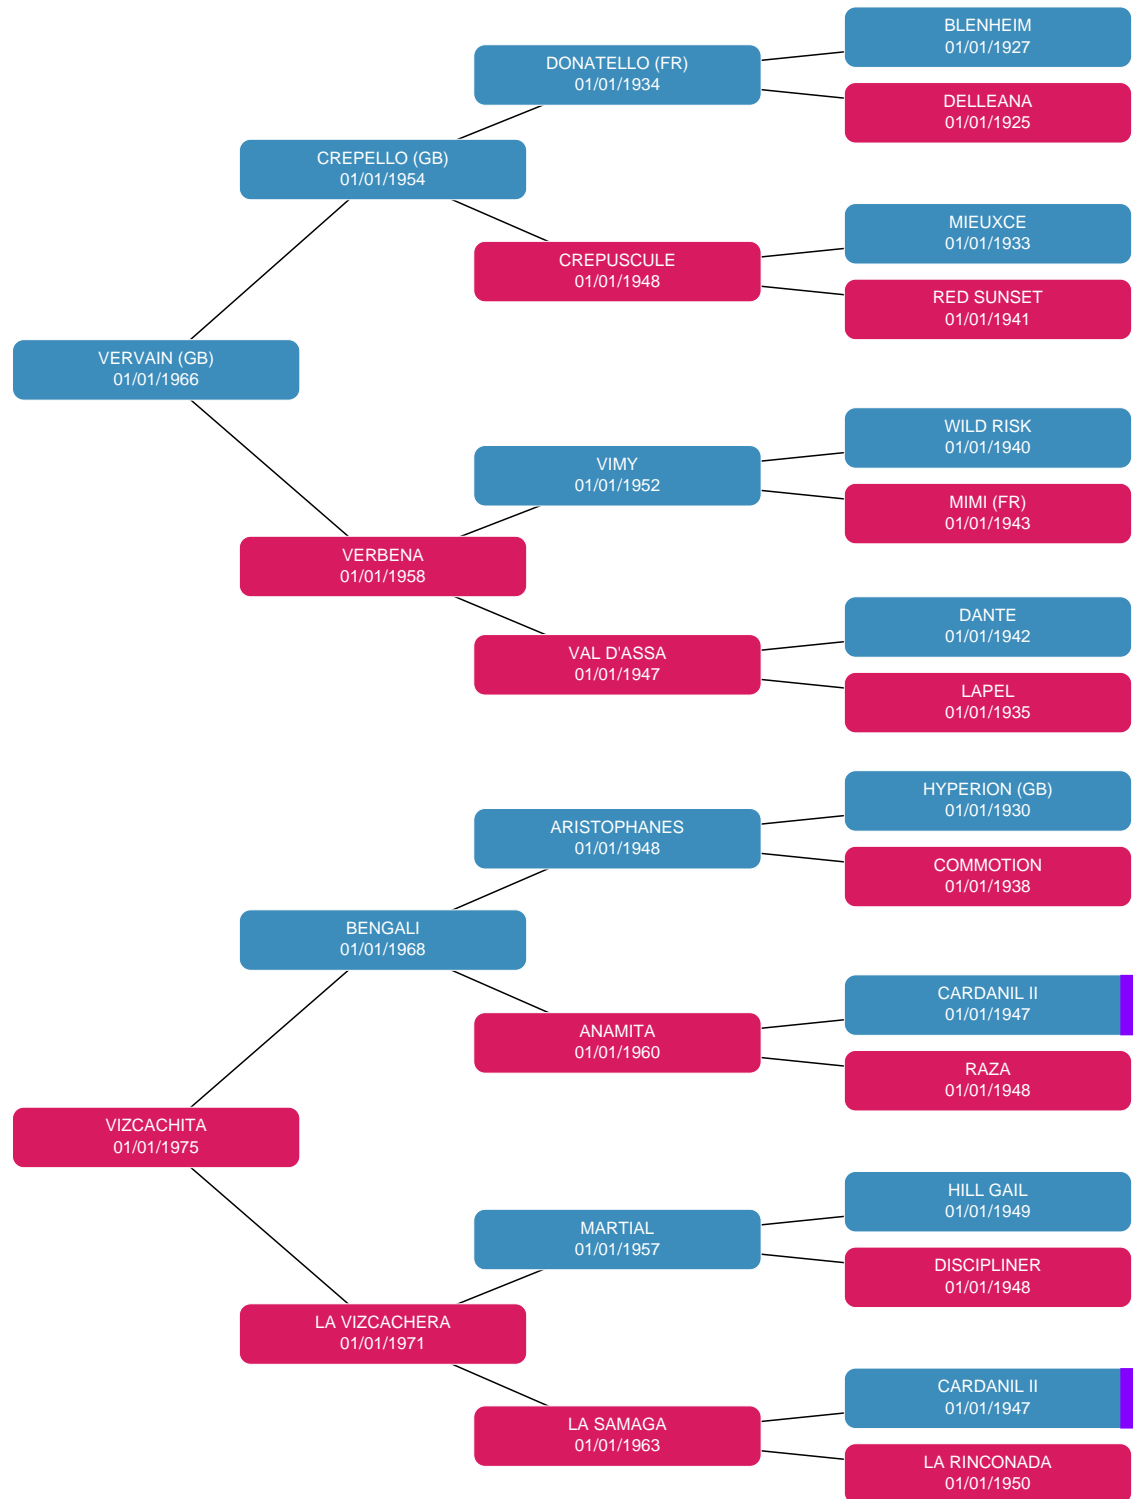 BLENHEIM
01/01/1927
DONATELLO (FR)
01/01/1934
DELLEANA
01/01/1925
CREPELLO (GB)
01/01/1954
MIEUXCE
01/01/1933
CREPUSCULE
01/01/1948
RED SUNSET
01/01/1941
VERVAIN (GB)
01/01/1966
WILD RISK
01/01/1940
VIMY
01/01/1952
MIMI (FR)
01/01/1943
VERBENA
01/01/1958
DANTE
01/01/1942
VAL D'ASSA
01/01/1947
LAPEL
01/01/1935
HYPERION (GB)
01/01/1930
ARISTOPHANES
01/01/1948
COMMOTION
01/01/1938
BENGALI
01/01/1968
CARDANIL II
01/01/1947
ANAMITA
01/01/1960
RAZA
01/01/1948
VIZCACHITA
01/01/1975
HILL GAIL
01/01/1949
MARTIAL
01/01/1957
DISCIPLINER
01/01/1948
LA VIZCACHERA
01/01/1971
CARDANIL II
01/01/1947
LA SAMAGA
01/01/1963
LA RINCONADA
01/01/1950